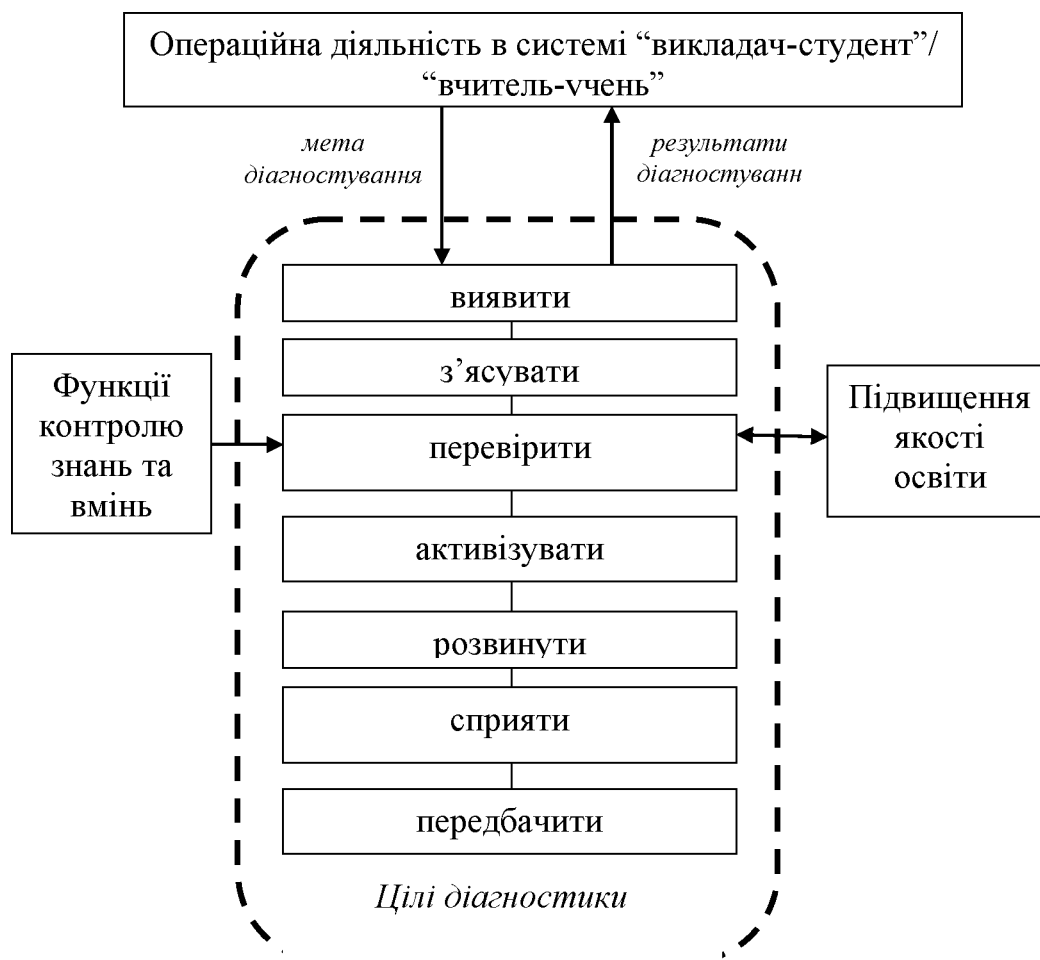 Операційна діяльність в системі “викладач-студент”/
“вчитель-учень”
мета
діагностування
результати
діагностуванн
виявити
з’ясувати
Функції
контролю
знань та
вмінь
перевірити
Підвищення
якості
освіти
активізувати
розвинути
сприяти
передбачити
Цілі діагностики